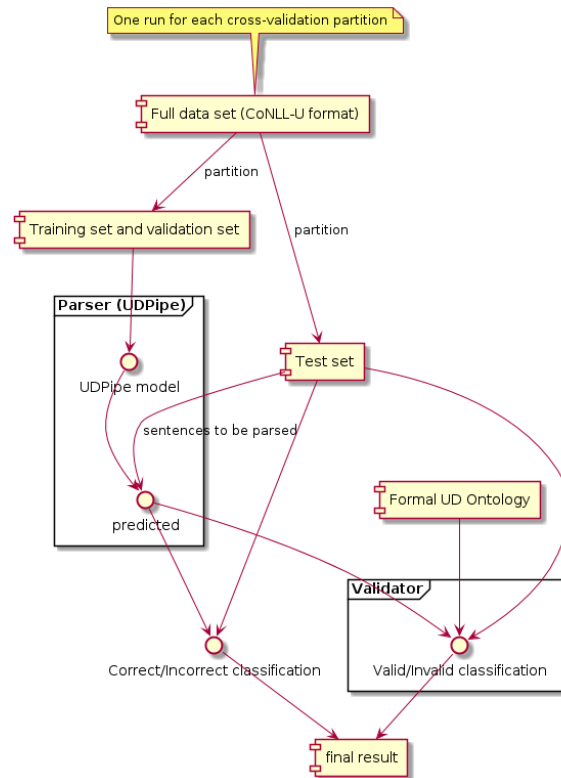 One run for each cross-validation partition
Full data set (CoNLL-U format)
partition
Training set and validation set
partition
Parser (UDPipe)
Test set
UDPipe model
sentences to be parsed
Formal UD Ontology
predicted
Validator
Correct/Incorrect classification
Valid/Invalid classification
final result